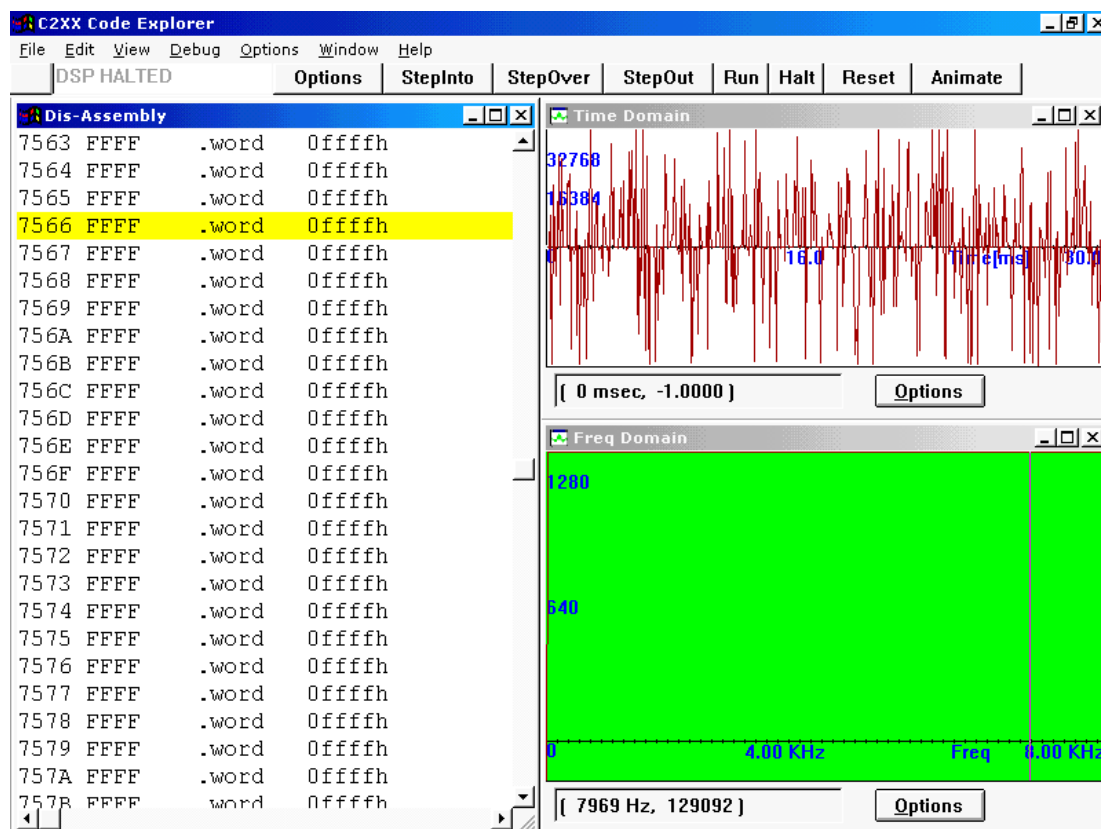 C2XX Code Explorer
File Edit View Debug Options Window Help
DSP HALTED Options StepInto StepOver StepOut Run Halt Reset Animate
Dis-Assembly
7563 FFFF .word 0ffffh
7564 FFFF .word 0ffffh
7565 FFFF .word 0ffffh
7566 FFFF .word 0ffffh
7567 FFFF .word 0ffffh
7568 FFFF .word 0ffffh
7569 FFFF .word 0ffffh
756A FFFF .word 0ffffh
756B FFFF .word 0ffffh
756C FFFF .word 0ffffh
756D FFFF .word 0ffffh
756E FFFF .word 0ffffh
756F FFFF .word 0ffffh
7570 FFFF .word 0ffffh
7571 FFFF .word 0ffffh
7572 FFFF .word 0ffffh
7573 FFFF .word 0ffffh
7574 FFFF .word 0ffffh
7575 FFFF .word 0ffffh
7576 FFFF .word 0ffffh
7577 FFFF .word 0ffffh
7578 FFFF .word 0ffffh
7579 FFFF .word 0ffffh
757A FFFF .word 0ffffh
757B FFFF .word 0ffffh
Time Domain
32768
16384
0 16.0 Time[ms] 30.0
( 0 msec, -1.0000 ) Options
Freq Domain
1280
640
0 4.00 KHz Freq 8.00 KHz
( 7969 Hz, 129092 ) Options